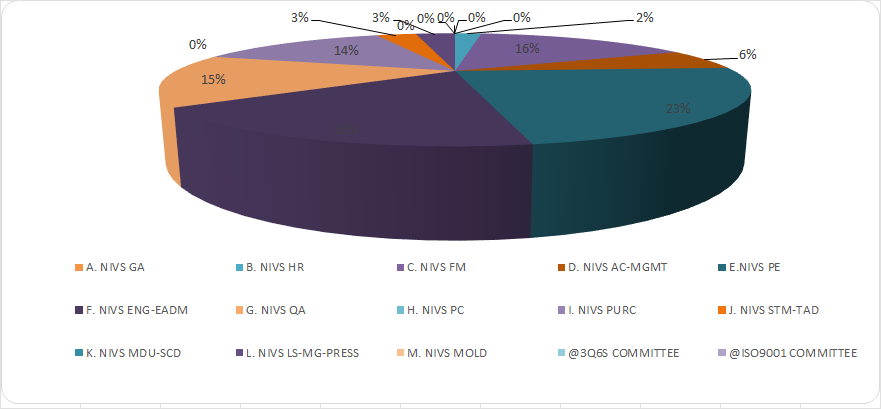 3% 3% 0% 0% 0% 0% 0% 2%
0% 14% 16% 6%
15% 23%
A. NIVS GA B. NIVS HR C. NIVS FM D. NIVS AC-MGMT E.NIVS PE
F. NIVS ENG-EADM G. NIVS QA H. NIVS PC I. NIVS PURC J. NIVS STM-TAD
K. NIVS MDU-SCD L. NIVS LS-MG-PRESS M. NIVS MOLD @3Q6S COMMITTEE @ISO9001 COMMITTEE